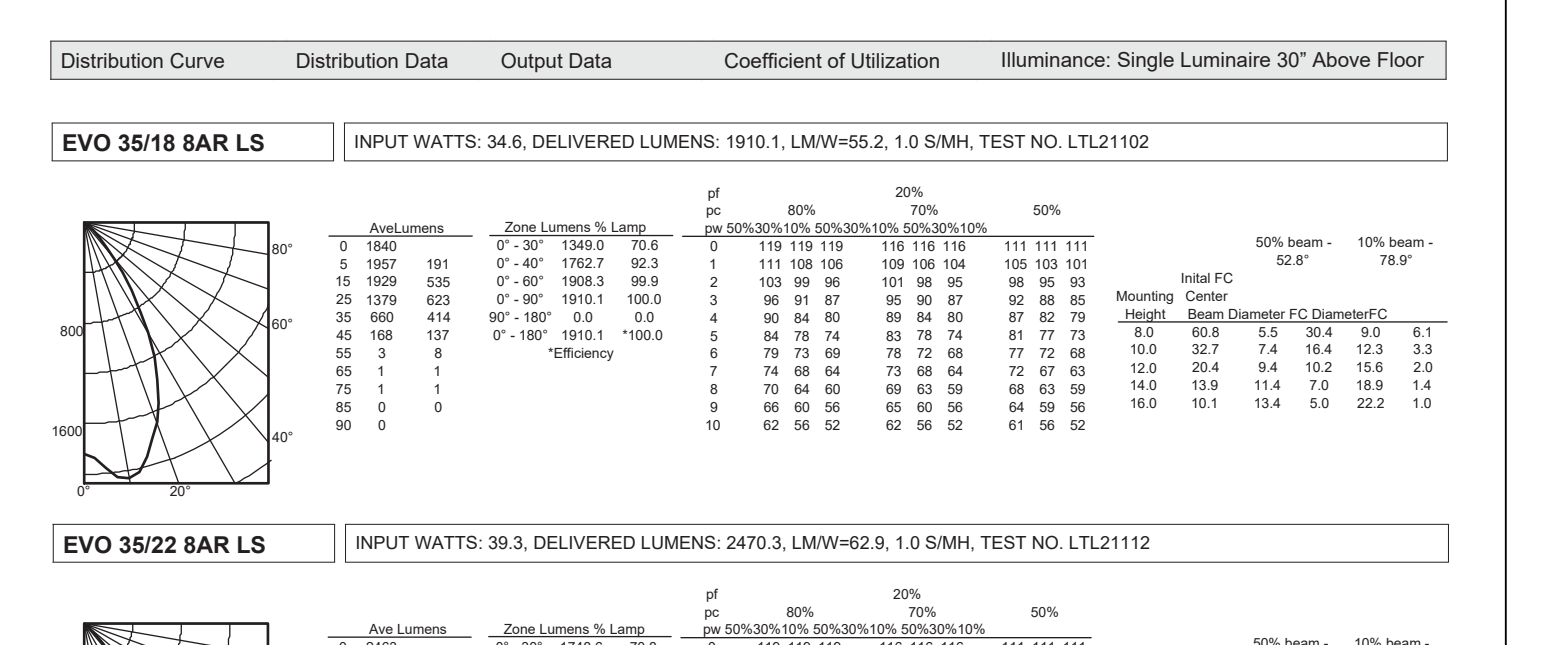 Distribution Curve Distribution Data Output Data Coefficient of Utilization Illuminance: Single Luminaire 30” Above Floor
EVO 35/18 8AR LS
INPUT WATTS: 34.6, DELIVERED LUMENS: 1910.1, LM/W=55.2, 1.0 S/MH, TEST NO. LTL21102
80°
60°
40°
800
1600
0° 20°
AveLumens
0 1840
5 1957 191
15 1929 535
25 1379 623
35 660 414
45 168 137
55 3 8
65 1 1
75 1 1
85 0 0
90 0
Zone Lumens % Lamp
0° - 30° 1349.0 70.6
0° - 40° 1762.7 92.3
0° - 60° 1908.3 99.9
0° - 90° 1910.1 100.0
90° - 180° 0.0 0.0
0° - 180° 1910.1 *100.0
*Efficiency
pf 20%
pc 80% 70% 50%
pw 50%30%10% 50%30%10% 50%30%10%
0 119 119 119 116 116 116 111 111 111
1 111 108 106 109 106 104 105 103 101
2 103 99 96 101 98 95 98 95 93
3 96 91 87 95 90 87 92 88 85
4 90 84 80 89 84 80 87 82 79
5 84 78 74 83 78 74 81 77 73
6 79 73 69 78 72 68 77 72 68
7 74 68 64 73 68 64 72 67 63
8 70 64 60 69 63 59 68 63 59
9 66 60 56 65 60 56 64 59 56
10 62 56 52 62 56 52 61 56 52
50% beam - 10% beam -
52.8° 78.9°
Inital FC
Mounting Center
Height Beam Diameter FC DiameterFC
8.0 60.8 5.5 30.4 9.0 6.1
10.0 32.7 7.4 16.4 12.3 3.3
12.0 20.4 9.4 10.2 15.6 2.0
14.0 13.9 11.4 7.0 18.9 1.4
16.0 10.1 13.4 5.0 22.2 1.0
EVO 35/22 8AR LS
INPUT WATTS: 39.3, DELIVERED LUMENS: 2470.3, LM/W=62.9, 1.0 S/MH, TEST NO. LTL21112
Ave Lumens
Zone Lumens % Lamp
pf 20%
pc 80% 70% 50%
pw 50%30%10% 50%30%10% 50%30%10%
50% beam - 10% beam -